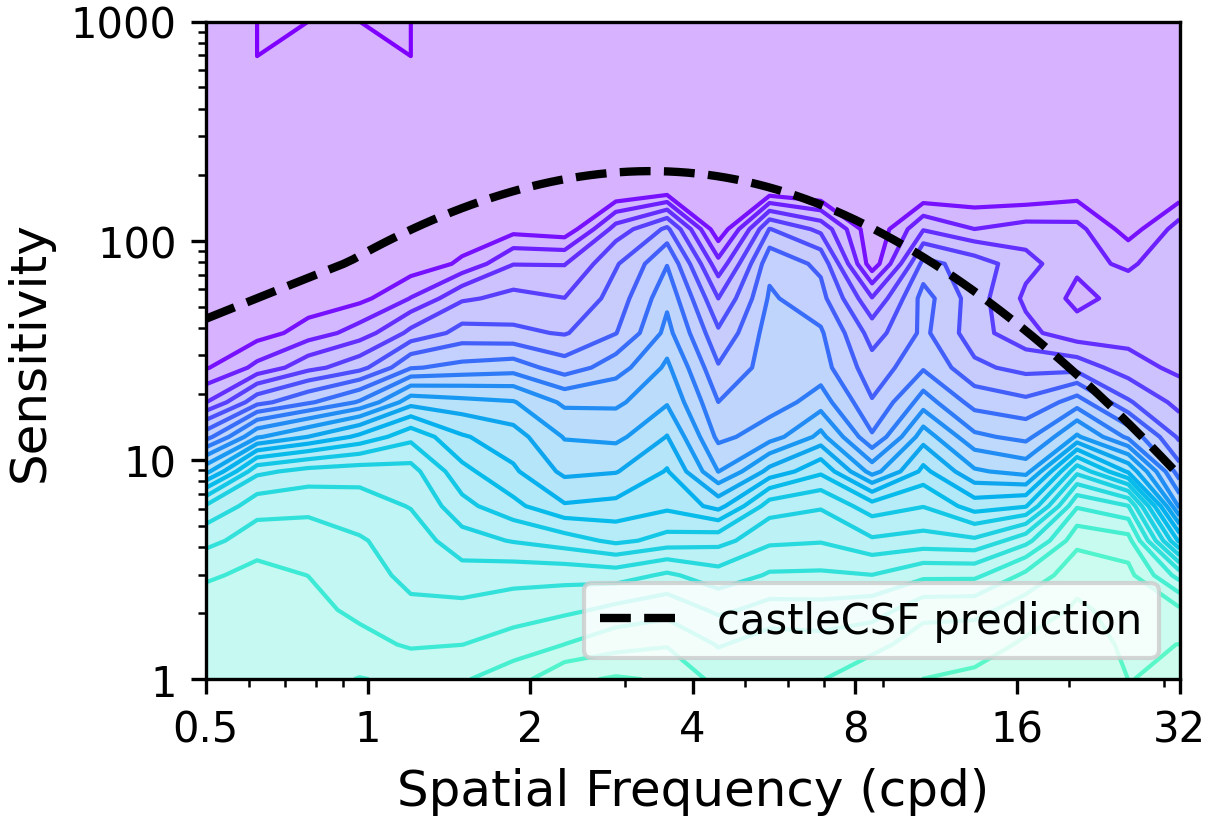 1000
100
10
1
Sensitivity
castleCSF prediction
0.5 1 2 4 8 16 32
Spatial Frequency (cpd)